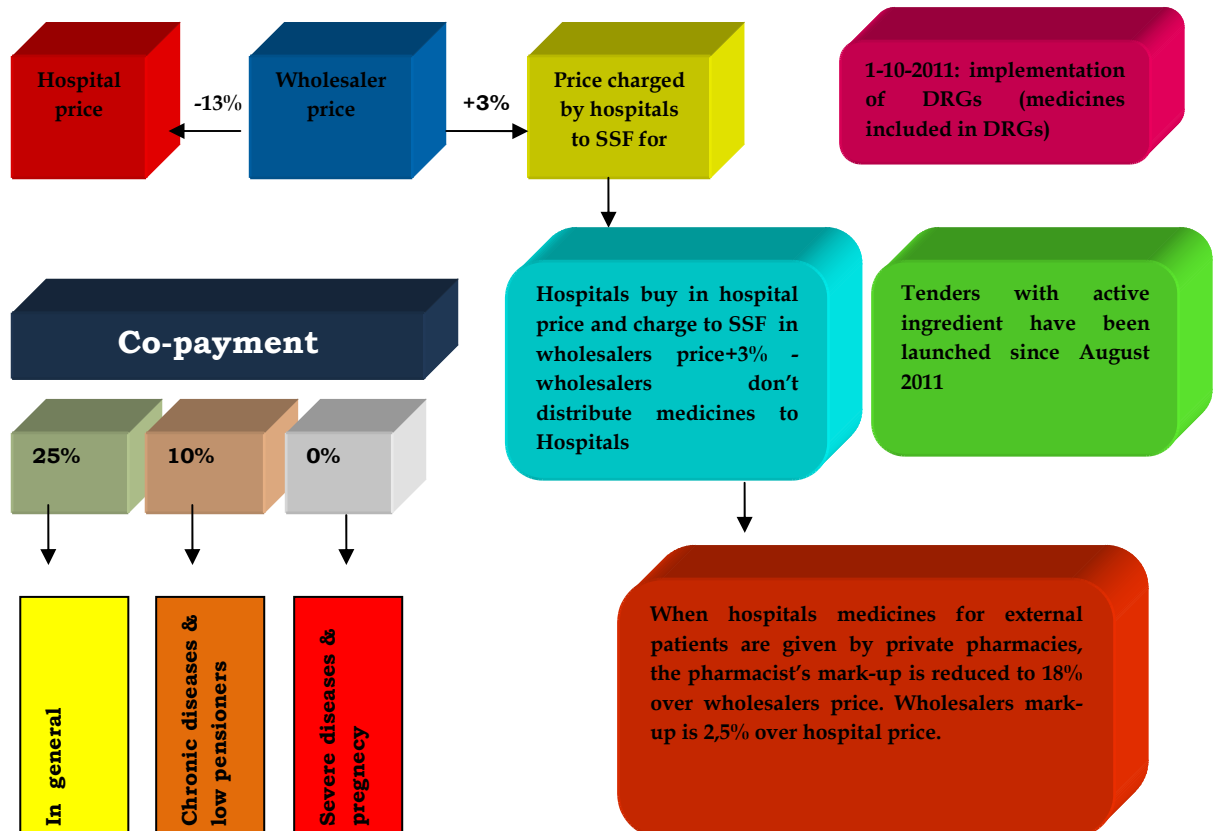 Hospital
price
-13%
Wholesaler
price
+3%
Price charged
by hospitals
to SSF for
1-10-2011: implementation
of DRGs (medicines
included in DRGs)
Hospitals buy in hospital
price and charge to SSF in
wholesalers price+3% -
wholesalers don't
distribute medicines to
Hospitals
Tenders with active
ingredient have been
launched since August
2011
Co-payment
25%
10%
0%
In general
Chronic diseases &
low pensioners
Severe diseases &
pregnecy
When hospitals medicines for external
patients are given by private pharmacies,
the pharmacist's mark-up is reduced to 18%
over wholesalers price. Wholesalers mark-
up is 2,5% over hospital price.